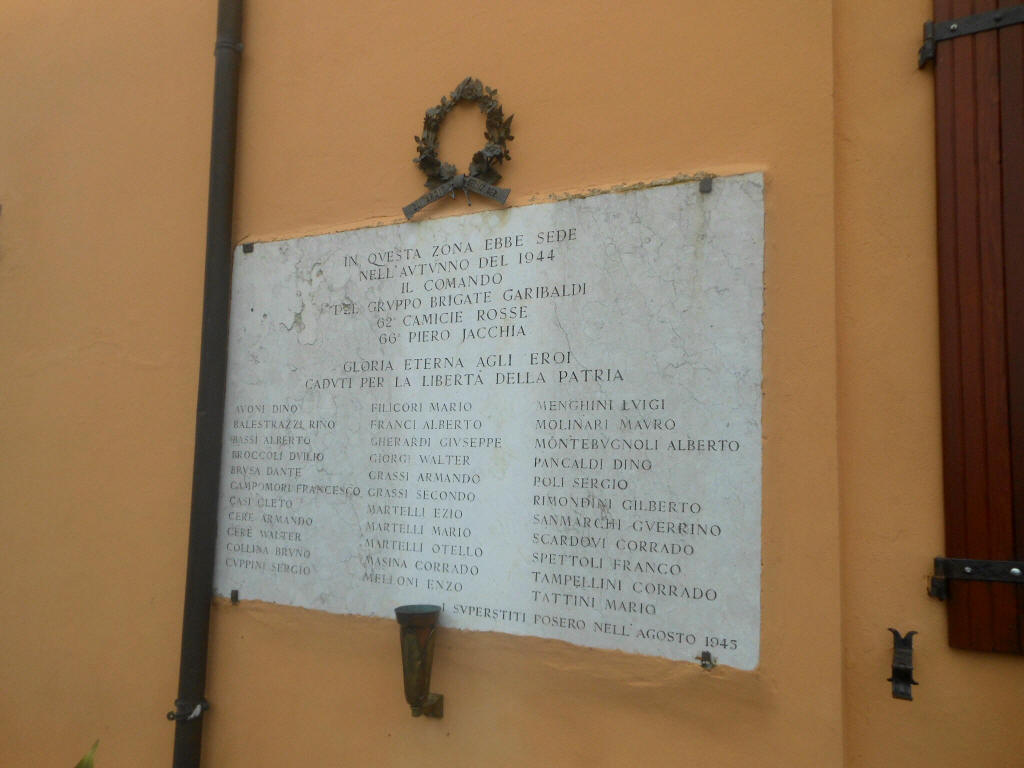 IN QVESTA ZONA EBBE SEDE
NELL'AVTVNNO DEL 1944
IL COMANDO
DEL GRVPPO BRIGATE GARIBALDI
62ª CAMICIE ROSSE
66ª PIERO JACCHIA
GLORIA ETERNA AGLI EROI
CADVTI PER LA LIBERTÀ DELLA PATRIA
AVONI DINO
BALESTRAZZI RINO
BASSI ALBERTO
BROCCOLI DVILIO
BRVSA DANTE
CAMPOMORI FRANCESCO
CASI CLETO
CERÈ ARMANDO
CERÈ WALTER
COLLINA BRVNO
CVPPINI SERGIO
FILICORI MARIO
FRANCI ALBERTO
GHERARDI GIVSEPPE
GIORGI WALTER
GRASSI ARMANDO
GRASSI SECONDO
MARTELLI EZIO
MARTELLI MARIO
MARTELLI OTELLO
MASINA CORRADO
MELLONI ENZO
MENGHINI LVIGI
MOLINARI MAVRO
MONTEBVGNOLI ALBERTO
PANCALDI DINO
POLI SERGIO
RIMONDINI GILBERTO
SANMARCHI GVERRINO
SCARDOVI CORRADO
SPETTOLI FRANCO
TAMPELLINI CORRADO
TATTINI MARIO
I SVPERSTITI POSERO NELL'AGOSTO 1945